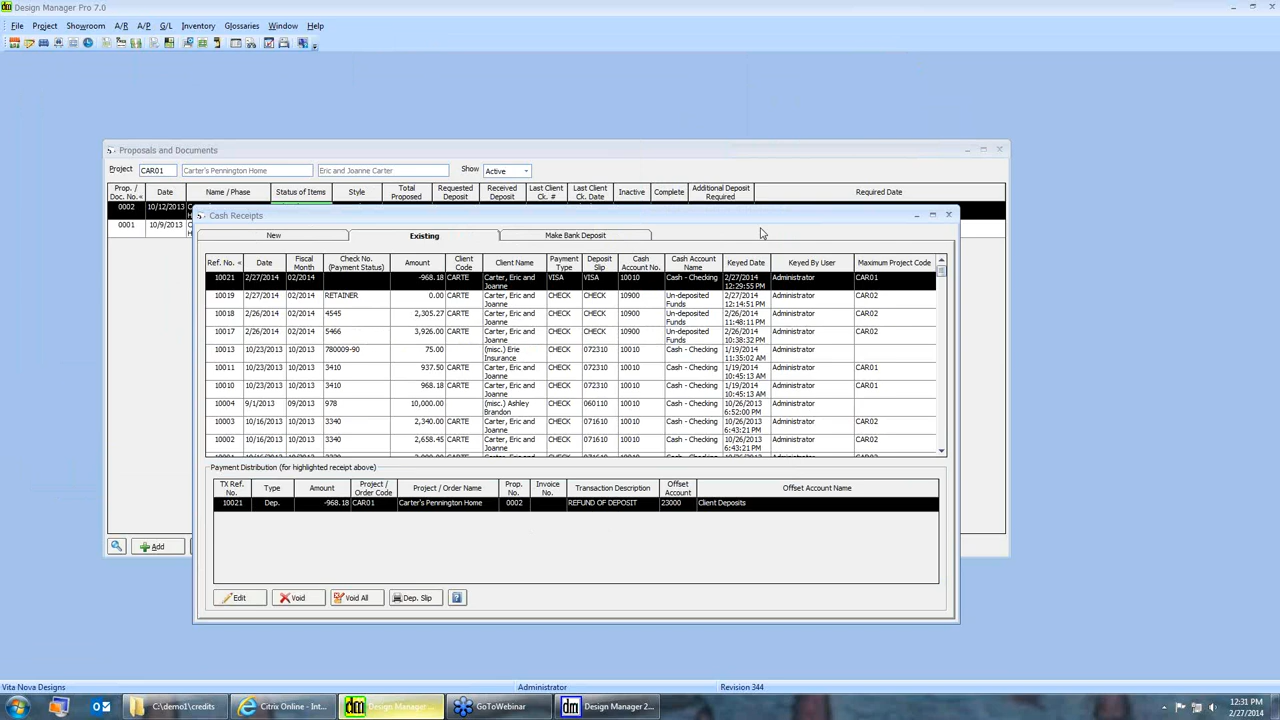 Design Manager Pro 7.0
File Project Showroom A/R A/P G/L Inventory Glossaries Window Help
Proposals and Documents
Project CAR01 Carter's Pennington Home Eric and Joanne Carter Show Active
Prop. / Doc. No. Date Name / Phase Status of Items Style Total Proposed Requested Deposit Received Deposit Last Client Ck. # Last Client Ck. Date Inactive Complete Additional Deposit Required Required Date
0002 10/12/2013
0001 10/9/2013
Cash Receipts
New Existing Make Bank Deposit
Ref. No. Date Fiscal Month Check No. (Payment Status) Amount Client Code Client Name Payment Type Deposit Slip Cash Account No. Cash Account Name Keyed Date Keyed By User Maximum Project Code
10021 2/27/2014 02/2014 -968.18 CARTE Carter, Eric and Joanne VISA VISA 10010 Cash - Checking 2/27/2014 12:29:55 PM Administrator CAR01
10019 2/27/2014 02/2014 RETAINER 0.00 CARTE Carter, Eric and Joanne CHECK CHECK 10900 Un-deposited Funds 2/27/2014 12:14:51 PM Administrator CAR02
10018 2/26/2014 02/2014 4545 2,305.27 CARTE Carter, Eric and Joanne CHECK CHECK 10900 Un-deposited Funds 2/26/2014 11:48:11 PM Administrator CAR02
10017 2/26/2014 02/2014 5466 3,926.00 CARTE Carter, Eric and Joanne CHECK CHECK 10900 Un-deposited Funds 2/26/2014 10:38:32 PM Administrator CAR02
10013 10/23/2013 10/2013 780009-90 75.00 (misc.) Erie Insurance CHECK 072310 10010 Cash - Checking 1/19/2014 11:35:02 AM Administrator
10011 10/23/2013 10/2013 3410 937.50 CARTE Carter, Eric and Joanne CHECK 072310 10010 Cash - Checking 1/19/2014 10:45:13 AM Administrator CAR01
10010 10/23/2013 10/2013 3410 968.18 CARTE Carter, Eric and Joanne CHECK 072310 10010 Cash - Checking 1/19/2014 10:45:13 AM Administrator CAR01
10004 9/1/2013 09/2013 978 10,000.00 (misc.) Ashley Brandon CHECK 060110 10010 Cash - Checking 10/26/2013 6:52:00 PM Administrator
10003 10/16/2013 10/2013 3340 2,340.00 CARTE Carter, Eric and Joanne CHECK 071610 10010 Cash - Checking 10/26/2013 6:43:21 PM Administrator CAR02
10002 10/16/2013 10/2013 3340 2,658.45 CARTE Carter, Eric and Joanne CHECK 071610 10010 Cash - Checking 10/26/2013 6:43:21 PM Administrator CAR02
Payment Distribution (for highlighted receipt above)
TX Ref. No. Type Amount Project / Order Code Project / Order Name Prop. No. Invoice No. Transaction Description Offset Account Offset Account Name
10021 Dep. -968.18 CAR01 Carter's Pennington Home 0002 REFUND OF DEPOSIT 23000 Client Deposits
Add
Edit Void Void All Dep. Slip
Vita Nova Designs Administrator Revision 344
C:\demo1\credits Citrix Online - Int... Design Manager ... GoToWebinar Design Manager 2...
12:31 PM
2/27/2014